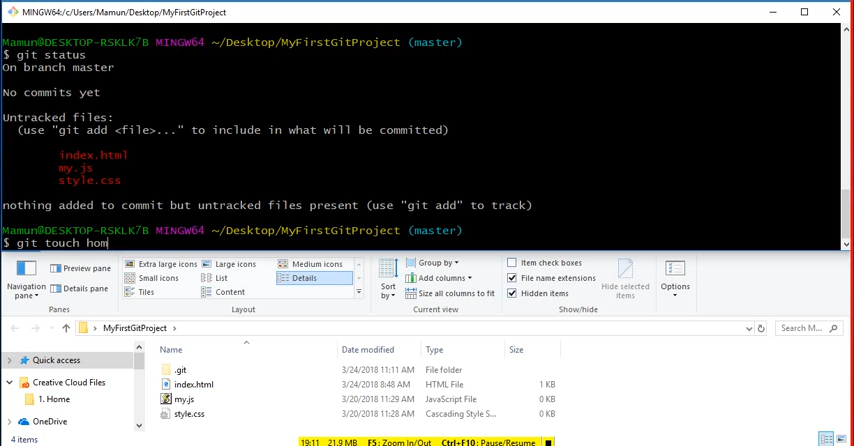 MINGW64:/c/Users/Mamun/Desktop/MyFirstGitProject
Mamun@DESKTOP-RSKLK7B MINGW64 ~/Desktop/MyFirstGitProject (master)
$ git status
On branch master
No commits yet
Untracked files:
(use "git add <file>..." to include in what will be committed)
index.html
my.js
style.css
nothing added to commit but untracked files present (use "git add" to track)
Mamun@DESKTOP-RSKLK7B MINGW64 ~/Desktop/MyFirstGitProject (master)
$ git touch hom
Navigation pane
Preview pane
Details pane
Panes
Extra large icons
Large icons
Medium icons
Small icons
List
Details
Tiles
Content
Layout
Sort by
Group by
Add columns
Size all columns to fit
Current view
Item check boxes
File name extensions
Hidden items
Hide selected items
Show/hide
Options
MyFirstGitProject
Search M...
Quick access
Creative Cloud Files
1. Home
OneDrive
Name Date modified Type Size
.git 3/24/2018 11:11 AM File folder
index.html 3/24/2018 8:48 AM HTML File 1 KB
my.js 3/20/2018 11:29 AM JavaScript File 0 KB
style.css 3/20/2018 11:28 AM Cascading Style S... 0 KB
4 items
19:11 21,9 MB F5: Zoom In/Out Ctrl+F10: Pause/Resume